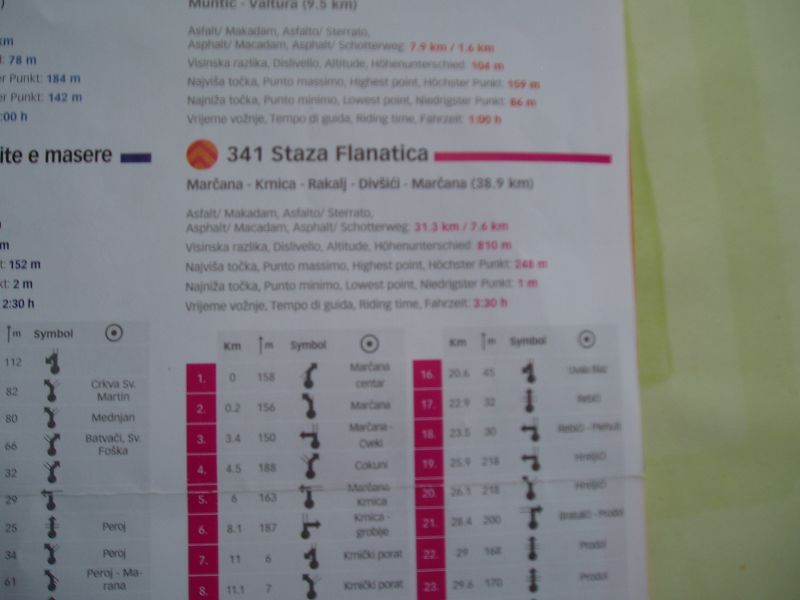 Muntić - Valtura (9.5 km)
Asfalt/ Makadam, Asfalto/ Sterrato,
Asphalt/ Macadam, Asphalt/ Schotterweg: 7.9 km / 1.6 km
Visinska razlika, Dislivello, Altitude, Höhenunterschied: 104 m
Najviša točka, Punto massimo, Highest point, Höchster Punkt: 159 m
Najniža točka, Punto minimo, Lowest point, Niedrigster Punkt: 86 m
Vrijeme vožnje, Tempo di guida, Riding time, Fahrzeit: 1:00 h
km
: 78 m
er Punkt: 184 m
Punkt: 142 m
:00 h
ite e masere
m
t: 152 m
kt: 2 m
2:30 h
m Symbol
112
82 Crkva Sv.
Martin
80 Mednjan
66 Batvači, Sv.
Foška
32
29
25 Peroj
34 Peroj
61 Peroj - Ma-
rana
341 Staza Flanatica
Marčana - Krnica - Rakalj - Divšići - Marčana (38.9 km)
Asfalt/ Makadam, Asfalto/ Sterrato,
Asphalt/ Macadam, Asphalt/ Schotterweg: 31.3 km / 7.6 km
Visinska razlika, Dislivello, Altitude, Höhenunterschied: 810 m
Najviša točka, Punto massimo, Highest point, Höchster Punkt: 248 m
Najniža točka, Punto minimo, Lowest point, Niedrigster Punkt: 1 m
Vrijeme vožnje, Tempo di guida, Riding time, Fahrzeit: 3:30 h
Km m Symbol
1. 0 158 Marčana
centar
2. 0.2 156 Marčana
3. 3.4 150 Marčana -
Cveki
4. 4.5 188 Cokuni
5. 6 163 Marčana
Krnica
6. 8.1 187 Krnica -
groblje
7. 11 6 Krnički porat
8. 11.1 7 Krnički porat
Km m Symbol
16. 20.6 45
17. 22.9 32
18. 23.5 30
19. 25.9 218 Hreljići
20. 26.1 218 Hreljići
21. 28.4 200
22. 29 168 Prodol
23. 29.6 170 Prodol